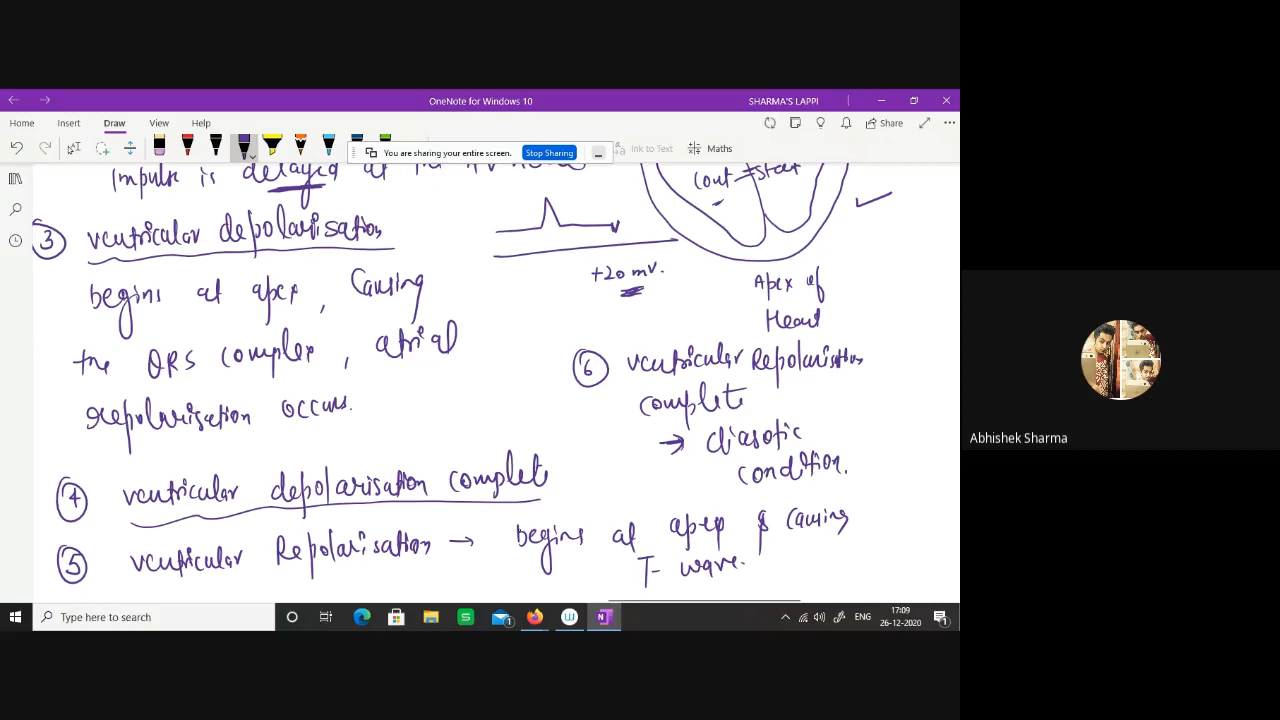 OneNote for Windows 10
SHARMA'S LAPPI
Home Insert Draw View Help
Share
You are sharing your entire screen. Stop Sharing
Ink to Text
Maths
Impulse is delayed at the
③ ventricular depolarisation
begins at apex, Causing
the QRS complex, atrial
repolarisation occurs.
+20 mv.
Apex of
Heart
④ ventricular depolarisation complete
⑤ ventricular Repolarisation → begins at apex & causing
T- wave.
⑥ ventricular Repolarisation
complete
→ diasotic
condition.
Type here to search
ENG
17:09
26-12-2020
Abhishek Sharma